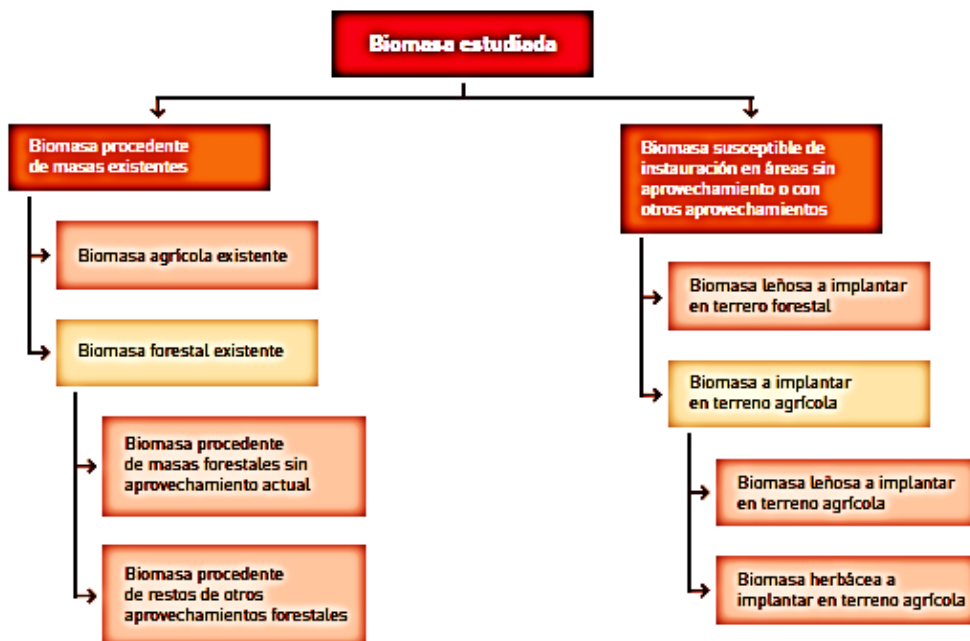 Biomasa estudiada
Biomasa procedente
de masas existentes
Biomasa agrícola existente
Biomasa forestal existente
Biomasa procedente
de masas forestales sin
aprovechamiento actual
Biomasa procedente
de restos de otros
aprovechamientos forestales
Biomasa susceptible de
instauración en áreas sin
aprovechamiento o con
otros aprovechamientos
Biomasa leñosa a implantar
en terrero forestal
Biomasa a implantar
en terreno agrícola
Biomasa leñosa a implantar
en terreno agrícola
Biomasa herbácea a
implantar en terreno agrícola